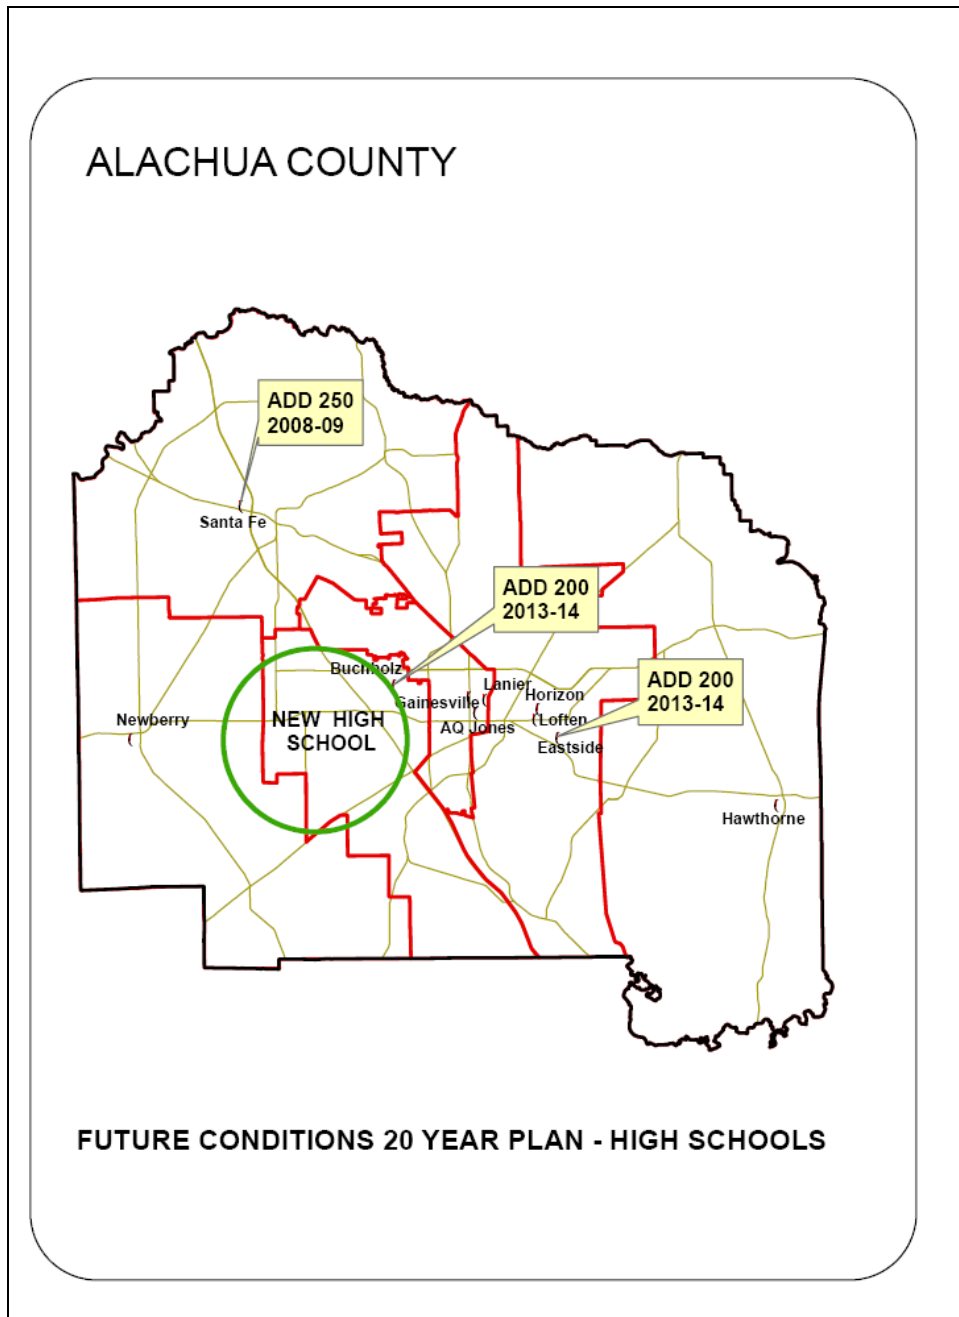 ALACHUA COUNTY
ADD 250
2008-09
Santa Fe
ADD 200
2013-14
Buchholz
ADD 200
2013-14
Lanier
Gainesville
Horizon
Newberry
NEW HIGH
SCHOOL
AQ Jones
Loften
Eastside
Hawthorne
FUTURE CONDITIONS 20 YEAR PLAN - HIGH SCHOOLS